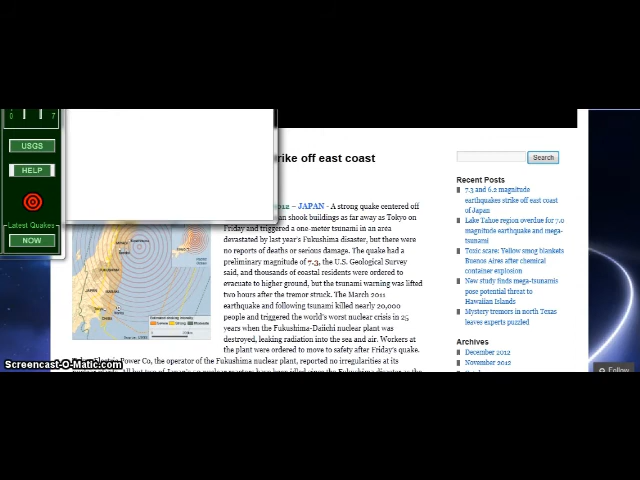 0 7
USGS
HELP
Latest Quakes
NOW
rike off east coast
Search
2012 – JAPAN - A strong quake centered off
an shook buildings as far away as Tokyo on
Friday and triggered a one-meter tsunami in an area
devastated by last year's Fukushima disaster, but there were
no reports of deaths or serious damage. The quake had a
preliminary magnitude of 7.3, the U.S. Geological Survey
said, and thousands of coastal residents were ordered to
evacuate to higher ground, but the tsunami warning was lifted
two hours after the tremor struck. The March 2011
earthquake and following tsunami killed nearly 20,000
people and triggered the world's worst nuclear crisis in 25
years when the Fukushima-Daiichi nuclear plant was
destroyed, leaking radiation into the sea and air. Workers at
the plant were ordered to move to safety after Friday's quake.
Electric Power Co, the operator of the Fukushima nuclear plant, reported no irregularities at its
Recent Posts
7.3 and 6.2 magnitude
earthquakes strike off east coast
of Japan
Lake Tahoe region overdue for 7.0
magnitude earthquake and mega-
tsunami
Toxic scare: Yellow smog blankets
Buenos Aires after chemical
container explosion
New study finds mega-tsunamis
pose potential threat to
Hawaiian Islands
Mystery tremors in north Texas
leaves experts puzzled
Archives
December 2012
November 2012
Follow
JAPAN
Tokyo
Screencast-O-Matic.com